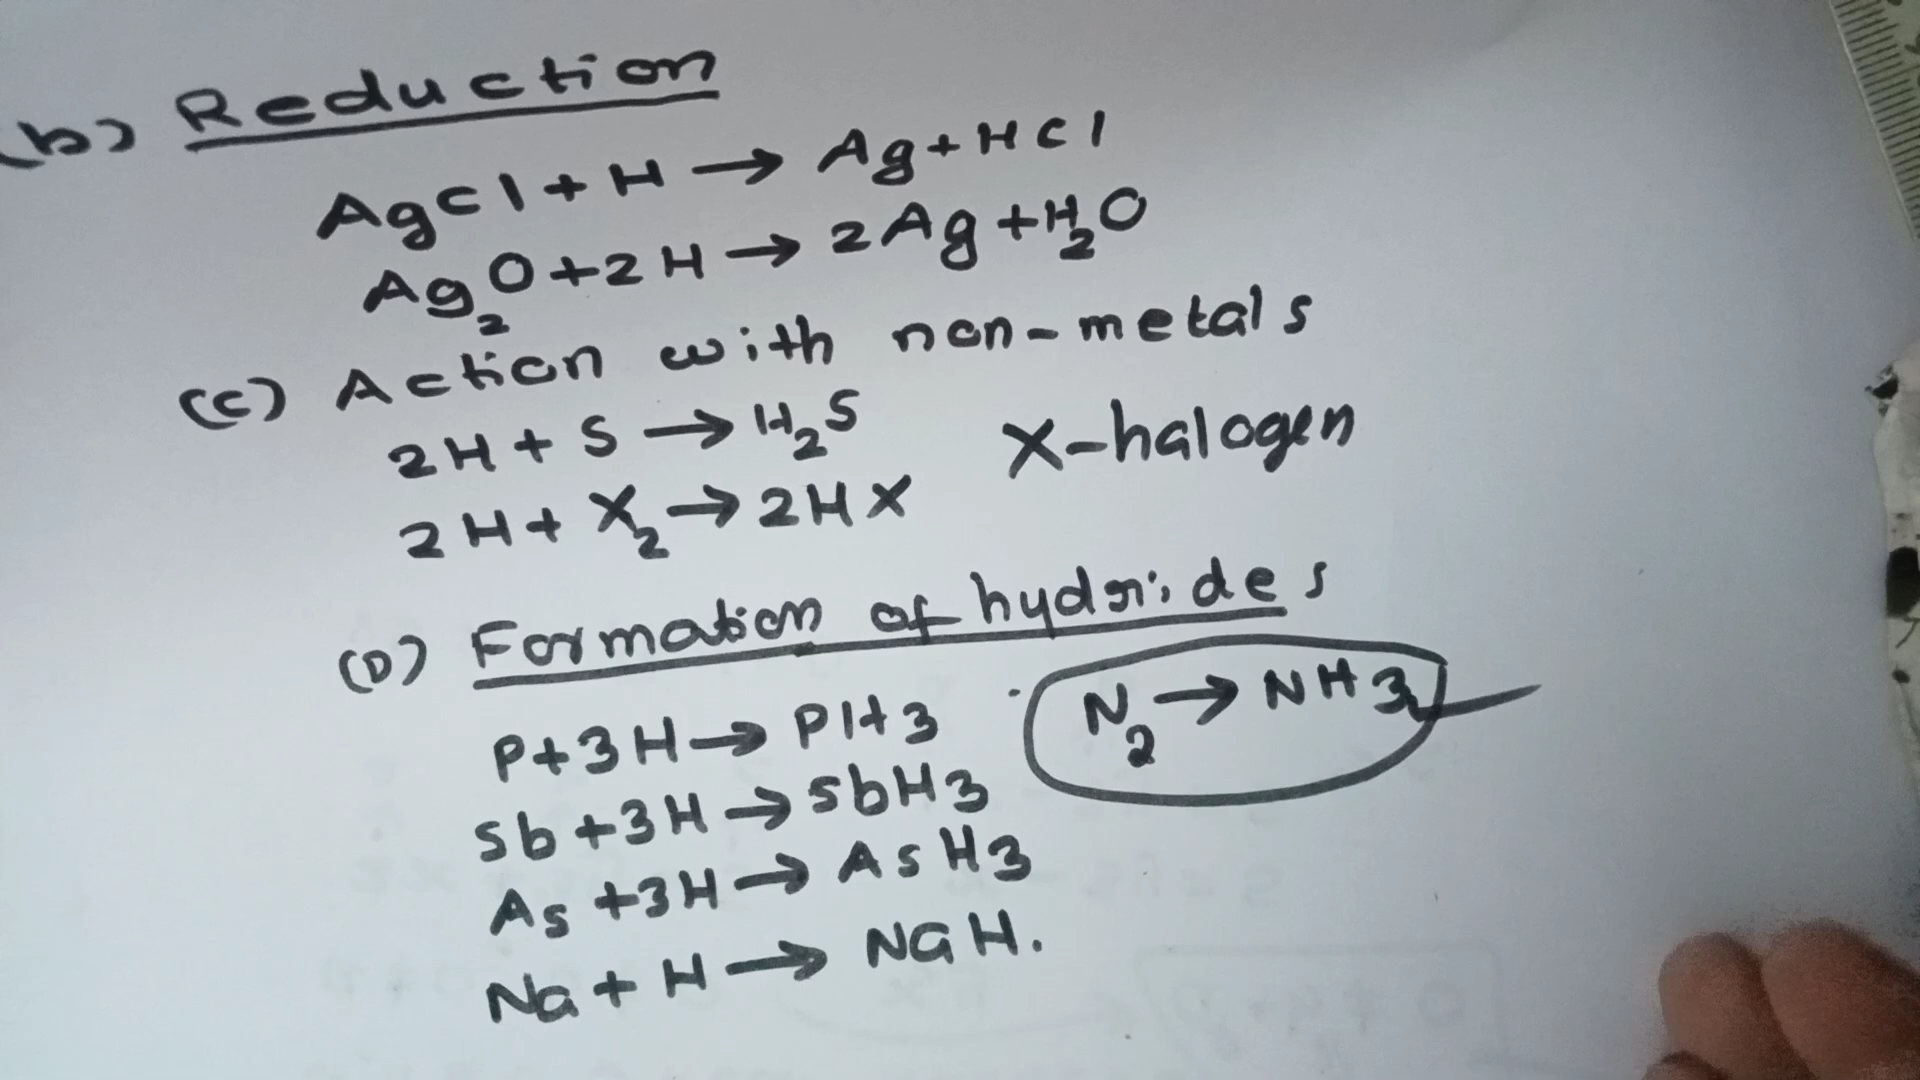 (b) Reduction
AgCl + H → Ag + HCl
Ag₂O + 2H → 2Ag + H₂O
(C) Action with non-metals
2H + S → H₂S
2H + X₂ → 2HX X-halogen
(D) Formation of hydrides
P + 3H → PH3
N₂ → NH3
Sb + 3H → SbH3
As + 3H → AsH3
Na + H → NaH.